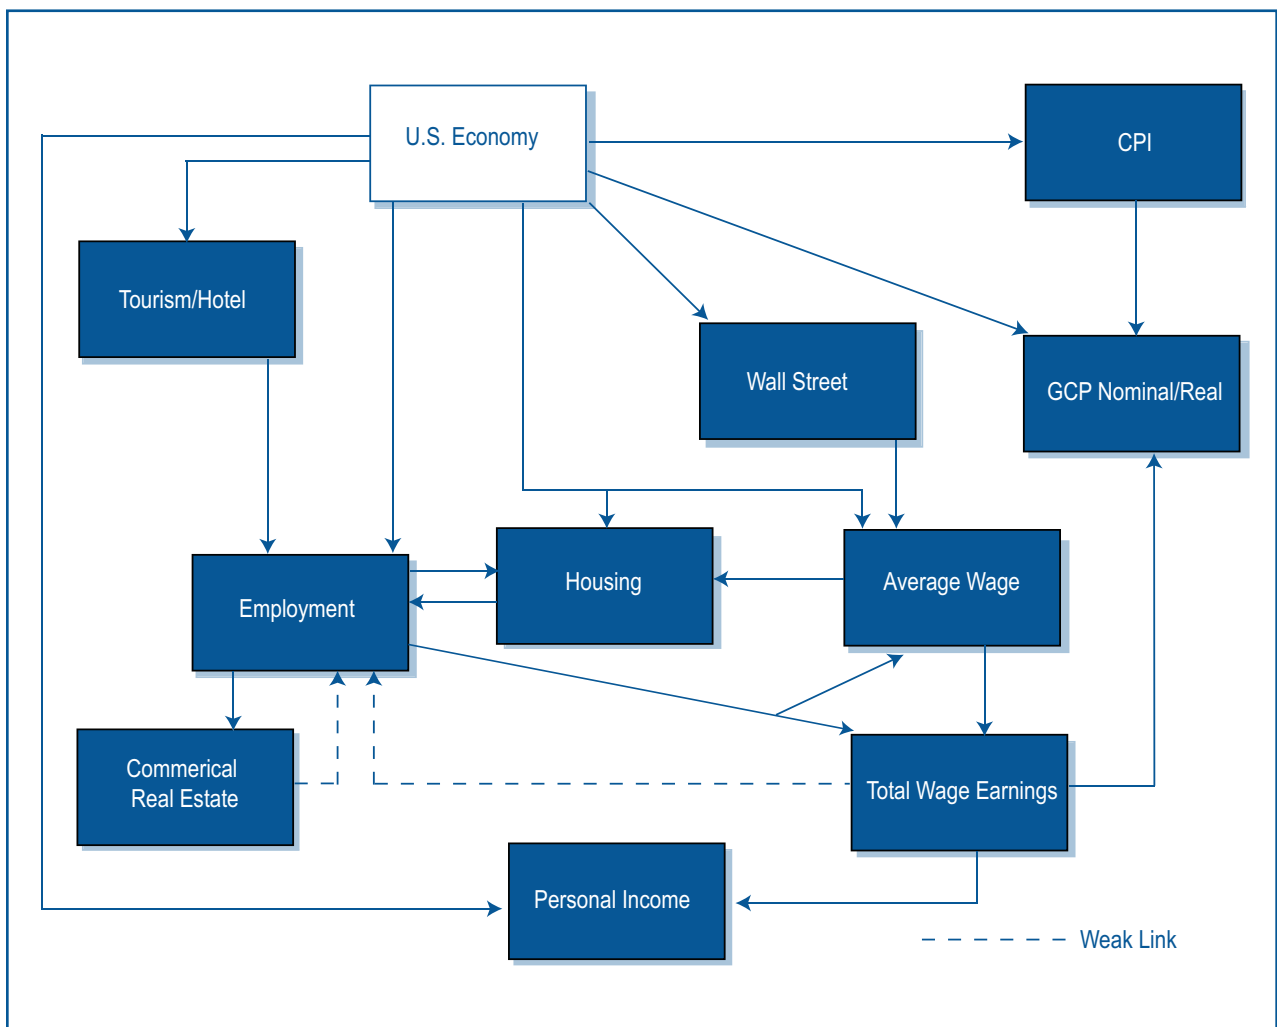 U.S. Economy
CPI
Tourism/Hotel
Wall Street
GCP Nominal/Real
Housing
Average Wage
Employment
Commerical
Real Estate
Total Wage Earnings
Personal Income
Weak Link